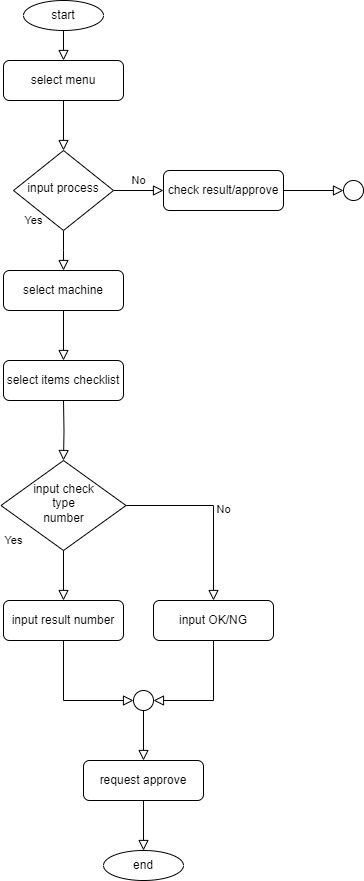 start
select menu
input process
No
check result/approve
Yes
select machine
select items checklist
input check
type
number
No
Yes
input result number
input OK/NG
request approve
end